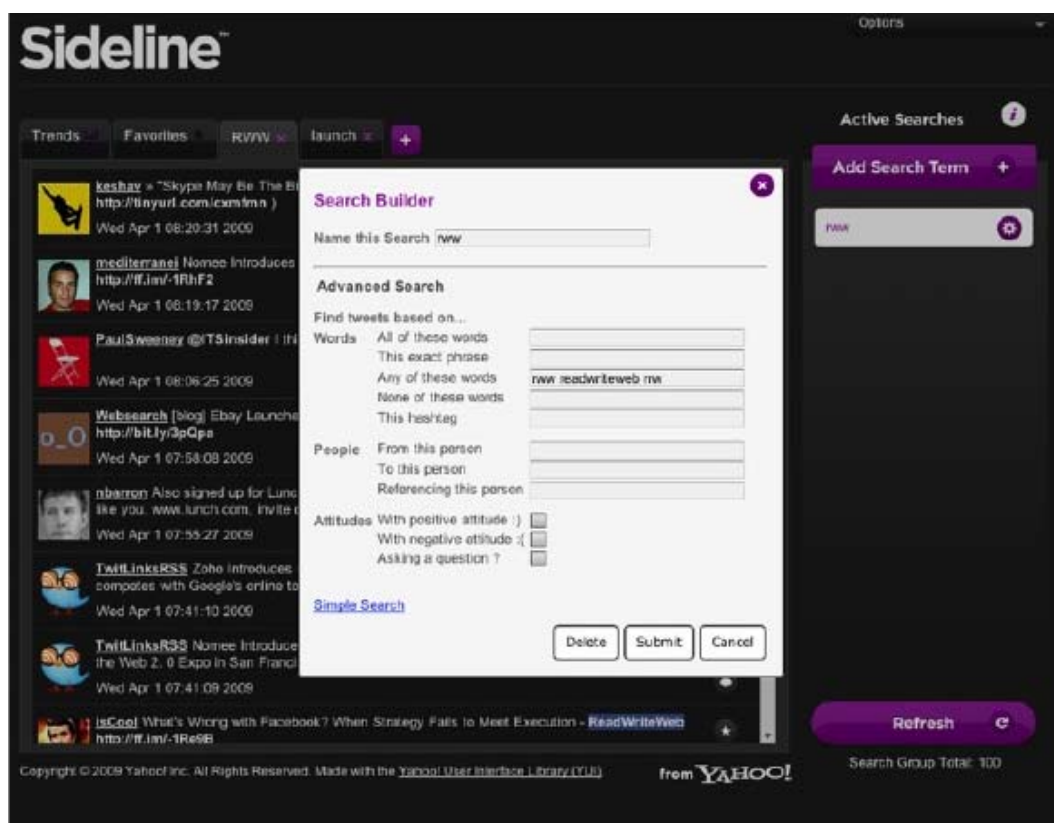 Sideline™
Options
Trends
Favorites
RWW ×
launch ×
+
Active Searches
i
Add Search Term +
rww
keshav » "Skype May Be The Bi
http://tinyurl.com/cxmfmn )
Wed Apr 1 08:20:31 2009
mediterranei Nomee Introduces
http://ff.im/-1RhF2
Wed Apr 1 08:19:17 2009
PaulSweeney @ITSinsider I thi
Wed Apr 1 08:06:25 2009
Websearch [blog] Ebay Launche
http://bit.ly/3pQpa
Wed Apr 1 07:58:08 2009
nbarron Also signed up for Lunc
like you. www.lunch.com, invite c
Wed Apr 1 07:55:27 2009
TwitLinksRSS Zoho Introduces
competes with Google's online to
Wed Apr 1 07:41:10 2009
TwitLinksRSS Nomee Introduce
the Web 2. 0 Expo in San Franci
Wed Apr 1 07:41:09 2009
isCool What's Wrong with Facebook? When Strategy Fails to Meet Execution - ReadWriteWeb
http://ff.im/-1Re9B
Search Builder
Name this Search rww
Advanced Search
Find tweets based on...
Words All of these words
This exact phrase
Any of these words rww readwriteweb rrw
None of these words
This hashtag
People From this person
To this person
Referencing this person
Attitudes With positive attitude :)
With negative attitude :(
Asking a question ?
Simple Search
Delete Submit Cancel
Refresh
Search Group Total: 100
Copyright © 2009 Yahoo! Inc. All Rights Reserved. Made with the Yahoo! User Interface Library (YUI)
from YAHOO!